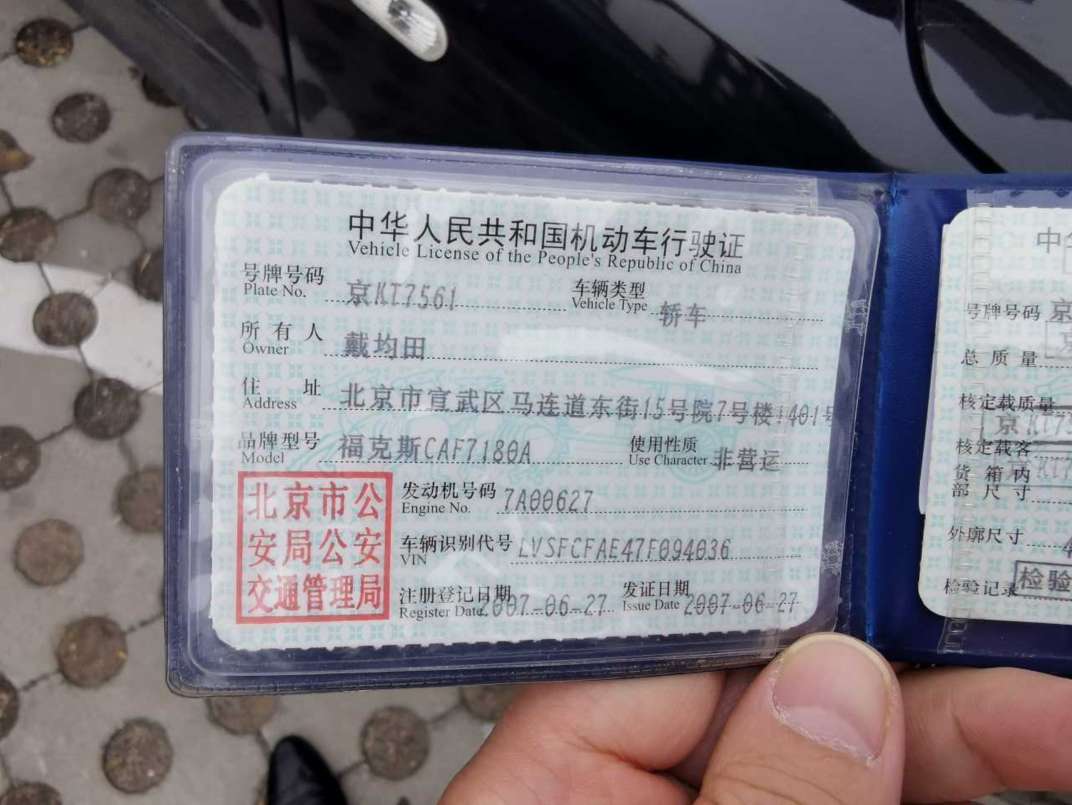 中华人民共和国机动车行驶证
Vehicle License of the People's Republic of China
号牌号码 京KT7561 车辆类型 轿车
Plate No. Vehicle Type
所有人 戴均田
Owner
住址 北京市宣武区马连道东街15号院7号楼1401号
Address
品牌型号 福克斯CAF7180A 使用性质 非营运
Model Use Character
北京市公
安局公安
交通管理局
发动机号码 7A00627
Engine No.
车辆识别代号 LVSFCFAE47F094036
VIN
注册登记日期 2007-06-27 发证日期 2007-06-27
Register Date Issue Date
号牌号码 京
总质量
核定载质量
核定载客
货箱内
部尺寸
外廓尺寸
检验记录 检验